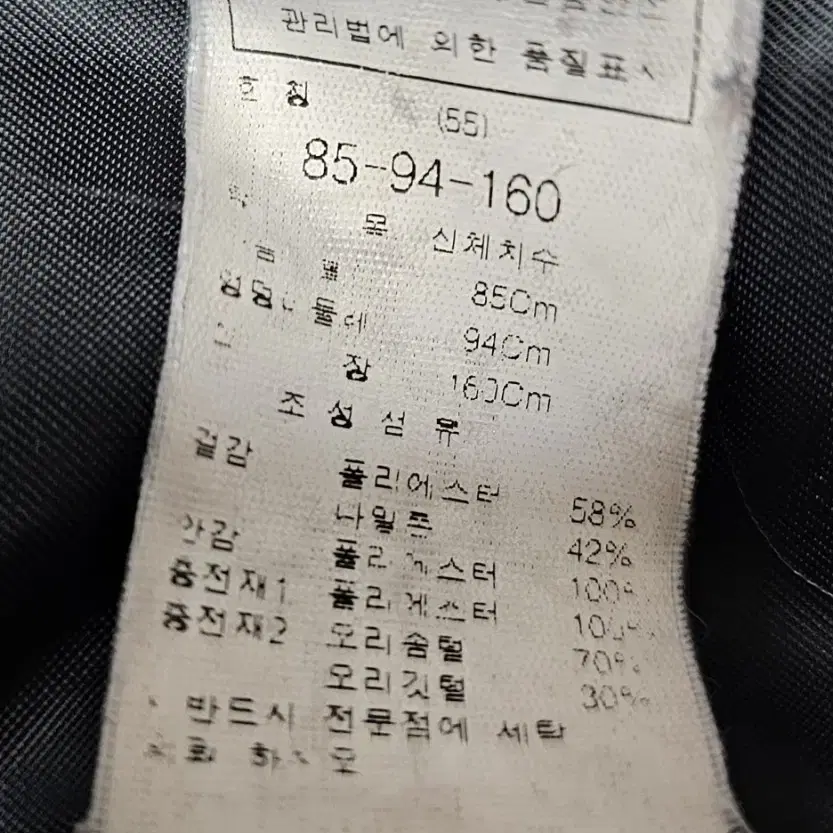 관리법에 의한 품질표
호칭 (55)
85-94-160
목 신체치수
85Cm
둘레 94Cm
장 160Cm
조성섬유
겉감 폴리에스터 58%
나일론 42%
안감 폴리에스터 100%
충전재1 폴리에스터 100%
충전재2 오리솜털 70%
오리깃털 30%
반드시 전문점에 세탁